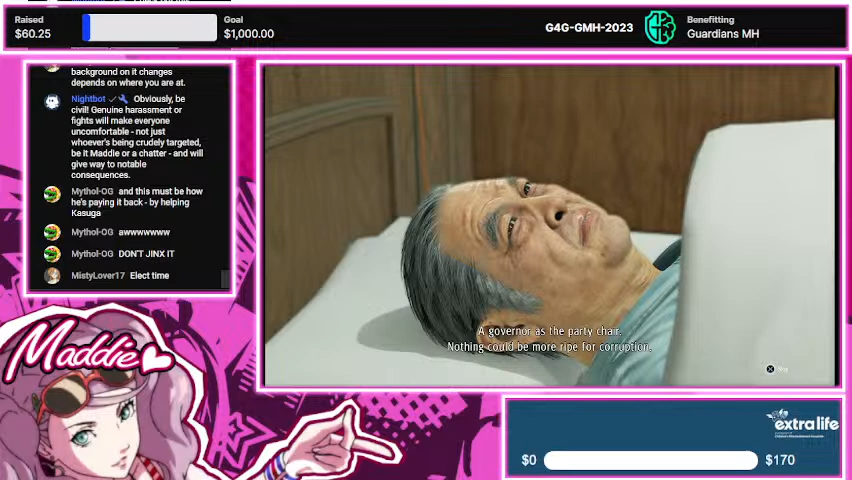 Raised
$60.25
Goal
$1,000.00
G4G-GMH-2023
Benefitting
Guardians MH
background on it changes
depends on where you are at.
Nightbot Obviously, be
civil! Genuine harassment or
fights will make everyone
uncomfortable - not just
whoever's being crudely targeted,
be it Maddie or a chatter - and will
give way to notable
consequences.
Mythol-OG and this must be how
he's paying it back - by helping
Kasuga
Mythol-OG awwwwwww
Mythol-OG DON'T JINX IT
MistyLover17 Elect time
A governor as the party chair.
Nothing could be more ripe for corruption.
Maddie
extralife
$0
$170